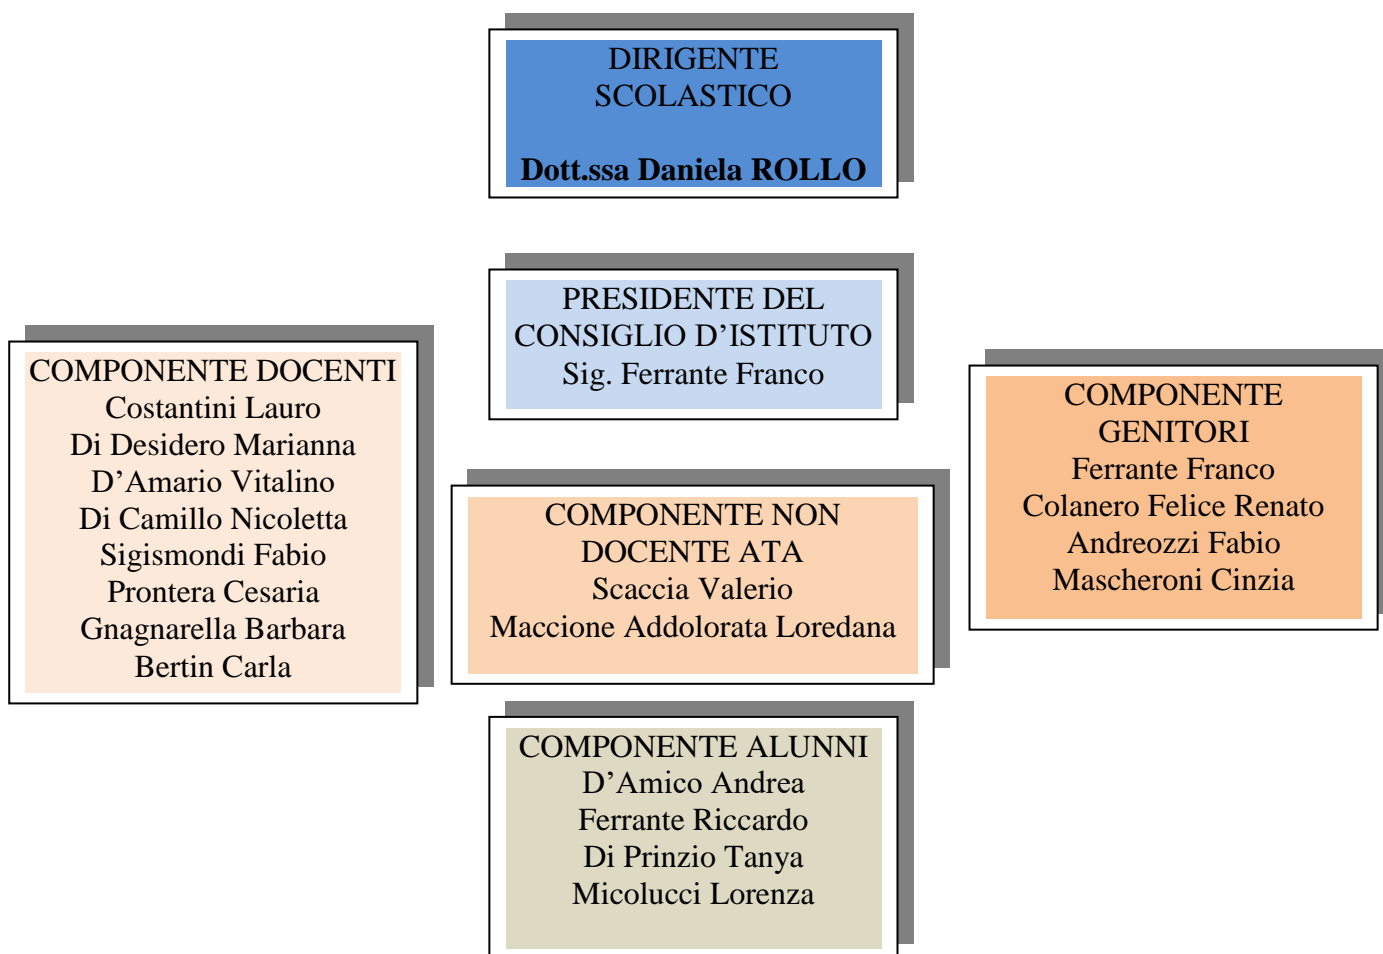 DIRIGENTE
SCOLASTICO
Dott.ssa Daniela ROLLO
PRESIDENTE DEL
CONSIGLIO D’ISTITUTO
Sig. Ferrante Franco
COMPONENTE DOCENTI
Costantini Lauro
Di Desidero Marianna
D’Amario Vitalino
Di Camillo Nicoletta
Sigismondi Fabio
Prontera Cesaria
Gnagnarella Barbara
Bertin Carla
COMPONENTE NON
DOCENTE ATA
Scaccia Valerio
Maccione Addolorata Loredana
COMPONENTE
GENITORI
Ferrante Franco
Colanero Felice Renato
Andreozzi Fabio
Mascheroni Cinzia
COMPONENTE ALUNNI
D’Amico Andrea
Ferrante Riccardo
Di Prinzio Tanya
Micolucci Lorenza